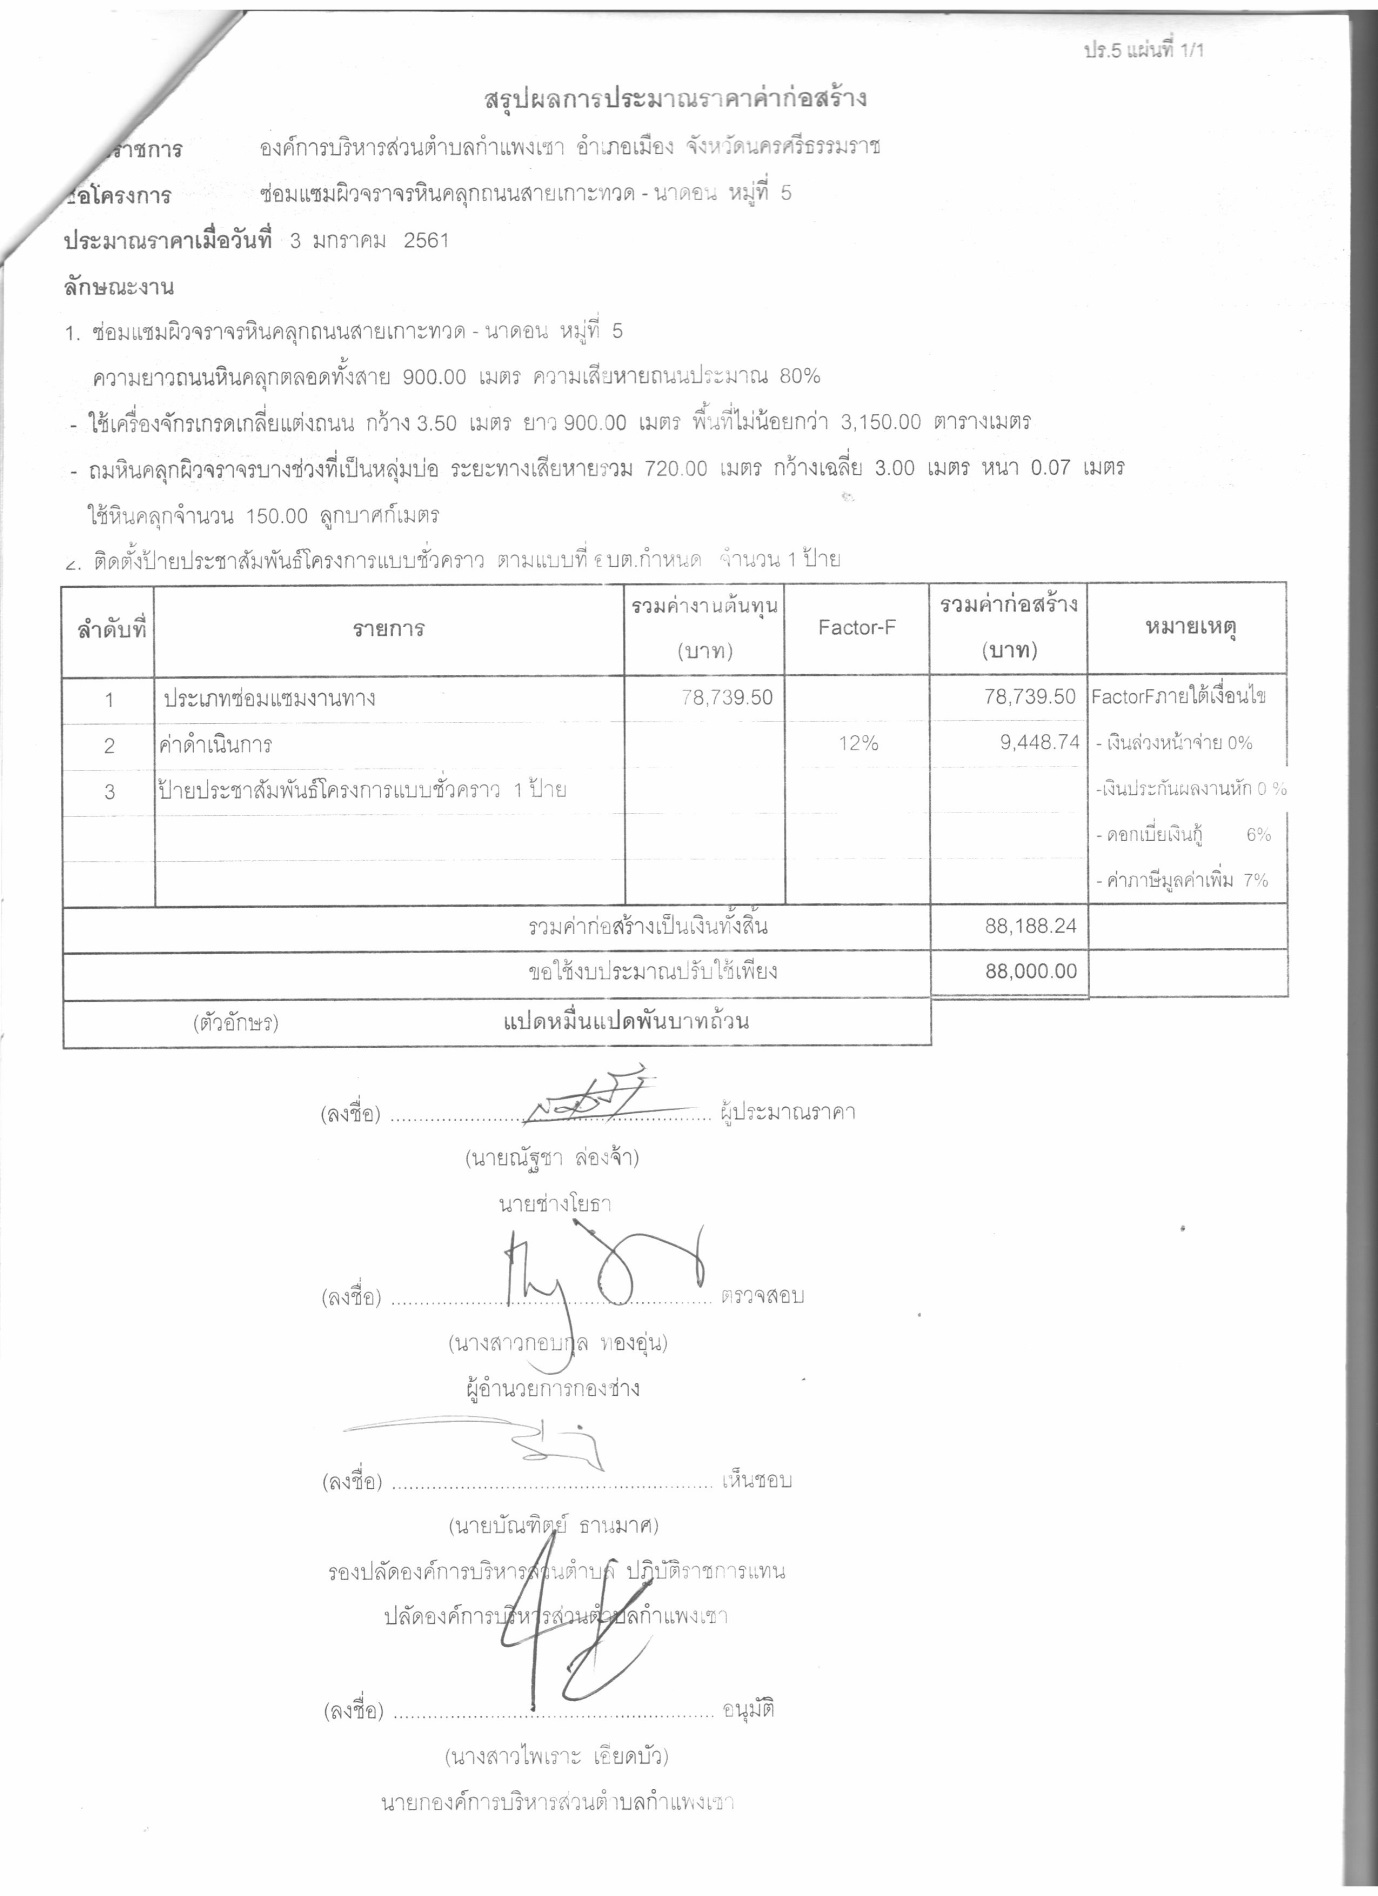 ปร.5 แผ่นที่ 1/1
สรุปผลการประมาณราคาค่าก่อสร้าง
ราชการ องค์การบริหารส่วนตำบลกำแพงเซา อำเภอเมือง จังหวัดนครศรีธรรมราช
ชื่อโครงการ ซ่อมแซมผิวจราจรหินคลุกถนนสายเกาะทวด - นาดอน หมู่ที่ 5
ประมาณราคาเมื่อวันที่ 3 มกราคม 2561
ลักษณะงาน
1. ซ่อมแซมผิวจราจรหินคลุกถนนสายเกาะทวด - นาดอน หมู่ที่ 5
ความยาวถนนหินคลุกตลอดทั้งสาย 900.00 เมตร ความเสียหายถนนประมาณ 80%
- ใช้เครื่องจักรเกรดเกลี่ยแต่งถนน กว้าง 3.50 เมตร ยาว 900.00 เมตร พื้นที่ไม่น้อยกว่า 3,150.00 ตารางเมตร
- ถมหินคลุกผิวจราจรบางช่วงที่เป็นหลุ่มบ่อ ระยะทางเสียหายรวม 720.00 เมตร กว้างเฉลี่ย 3.00 เมตร หนา 0.07 เมตร
ใช้หินคลุกจำนวน 150.00 ลูกบาศก์เมตร
2. ติดตั้งป้ายประชาสัมพันธ์โครงการแบบชั่วคราว ตามแบบที่ อบต.กำหนด จำนวน 1 ป้าย
ลำดับที่ รายการ รวมค่างานต้นทุน (บาท) Factor-F รวมค่าก่อสร้าง (บาท) หมายเหตุ
1 ประเภทซ่อมแซมงานทาง 78,739.50 78,739.50 FactorFภายใต้เงื่อนไข
2 ค่าดำเนินการ 12% 9,448.74 - เงินล่วงหน้าจ่าย 0%
3 ป้ายประชาสัมพันธ์โครงการแบบชั่วคราว 1 ป้าย -เงินประกันผลงานหัก 0 %
- ดอกเบี่ยเงินกู้ 6%
- ค่าภาษีมูลค่าเพิ่ม 7%
รวมค่าก่อสร้างเป็นเงินทั้งสิ้น 88,188.24
ขอใช้งบประมาณปรับใช้เพียง 88,000.00
(ตัวอักษร) แปดหมื่นแปดพันบาทถ้วน
(ลงชื่อ) ........................................................ ผู้ประมาณราคา
(นายณัฐชา ล่องจ้า)
นายช่างโยธา
(ลงชื่อ) ........................................................ ตรวจสอบ
(นางสาวกอบกุล ทองอุ่น)
ผู้อำนวยการกองช่าง
(ลงชื่อ) ........................................................ เห็นชอบ
(นายบัณฑิตย์ ธานมาศ)
รองปลัดองค์การบริหารส่วนตำบล ปฏิบัติราชการแทน
ปลัดองค์การบริหารส่วนตำบลกำแพงเซา
(ลงชื่อ) ........................................................ อนุมัติ
(นางสาวไพเราะ เอียดบัว)
นายกองค์การบริหารส่วนตำบลกำแพงเซา